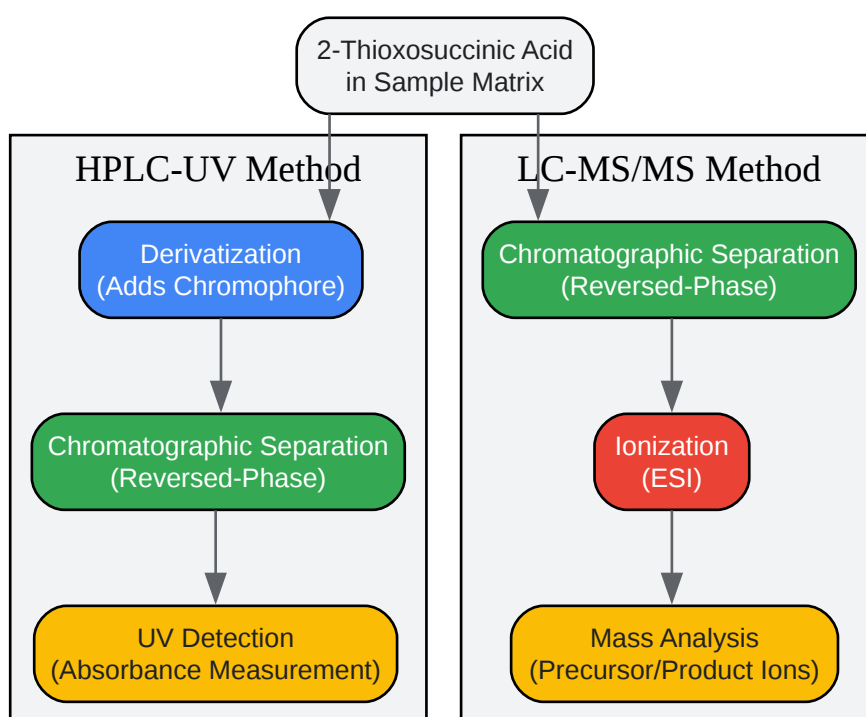 2-Thioxosuccinic Acid
in Sample Matrix
HPLC-UV Method
Derivatization
(Adds Chromophore)
Chromatographic Separation
(Reversed-Phase)
UV Detection
(Absorbance Measurement)
LC-MS/MS Method
Chromatographic Separation
(Reversed-Phase)
Ionization
(ESI)
Mass Analysis
(Precursor/Product Ions)